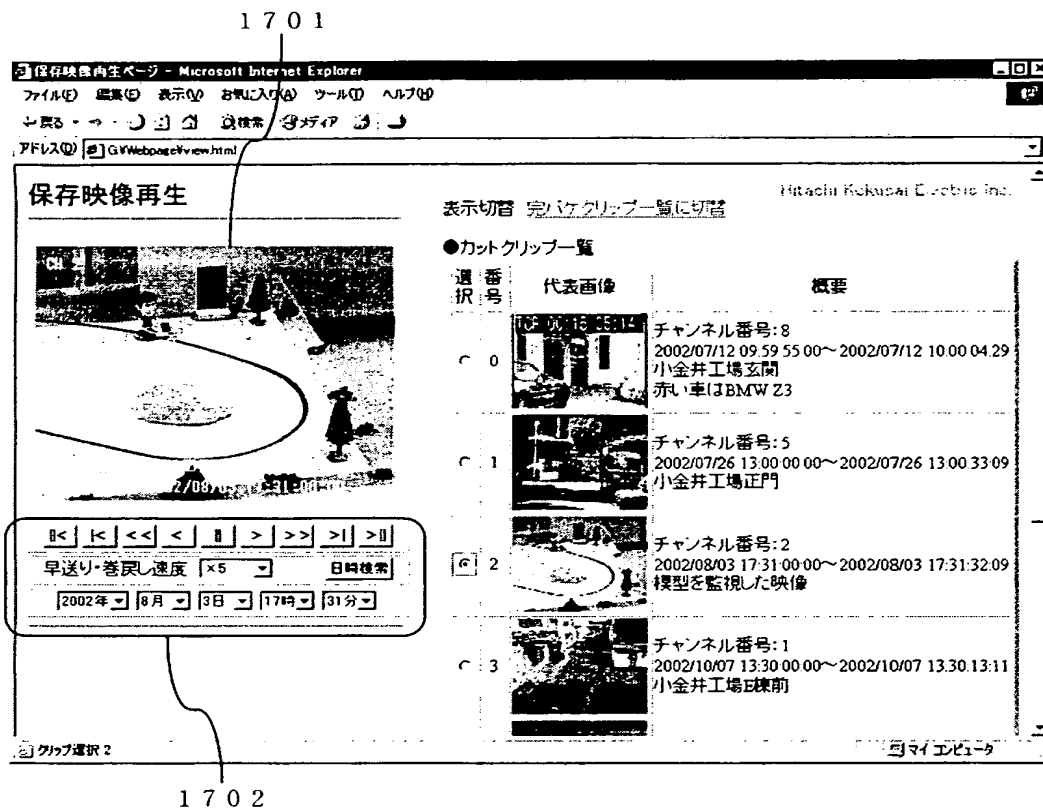 1701
保存映像再生ページ - Microsoft Internet Explorer
ファイル(F) 編集(E) 表示(V) お気に入り(A) ツール(T) ヘルプ(H)
戻る 検索 メディア
アドレス(D) G:¥Webpage¥view.html
保存映像再生
Hitachi Kokusai Electric Inc.
表示切替 完パケクリップ一覧に切替
●カットクリップ一覧
選択 番号 代表画像 概要
0
チャンネル番号:8
2002/07/12 09:59:55:00～2002/07/12 10:00:04:29
小金井工場玄関
赤い車はBMW Z3
1
チャンネル番号:5
2002/07/26 13:00:00:00～2002/07/26 13:00:33:09
小金井工場正門
2
チャンネル番号:2
2002/08/03 17:31:00:00～2002/08/03 17:31:32:09
模型を監視した映像
3
チャンネル番号:1
2002/10/07 13:30:00:00～2002/10/07 13:30:13:11
小金井工場E棟前
▯< |< << < ▯ > >> >| >▯
早送り・巻戻し速度 ×5 日時検索
2002年 8月 3日 17時 31分
クリップ選択 2 マイ コンピュータ
1702